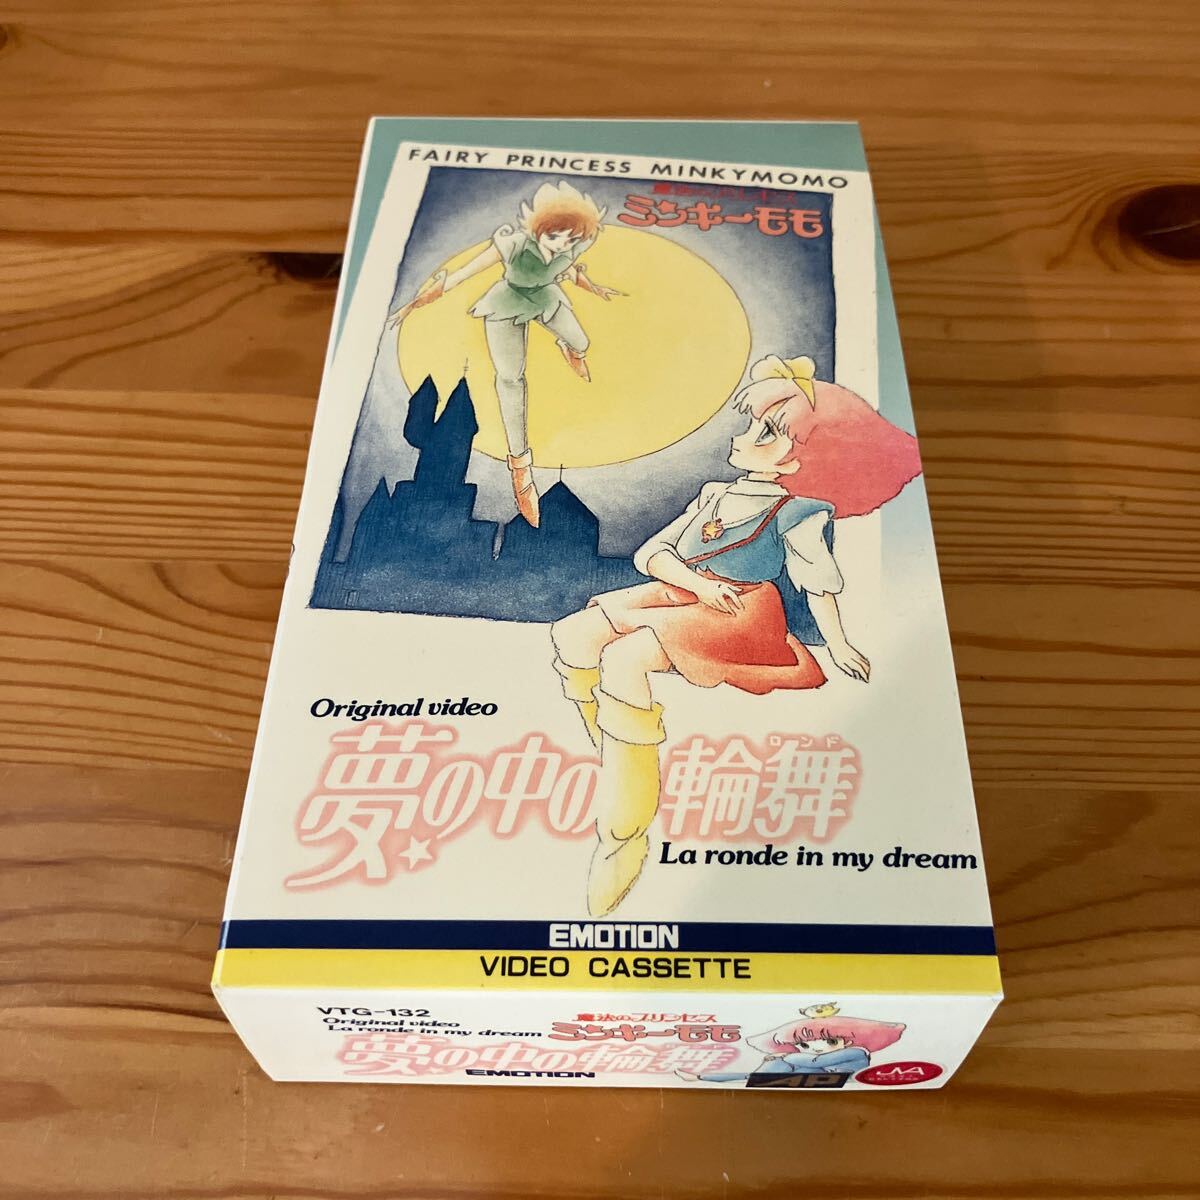 FAIRY PRINCESS MINKYMOMO
魔法のプリンセス
ミンキーモモ
Original video
ロンド
夢の中の輪舞
La ronde in my dream
EMOTION
VIDEO CASSETTE
VTG-132
Original video
La ronde in my dream
魔法のプリンセス
ミンキーモモ
夢の中の輪舞
EMOTION
AP